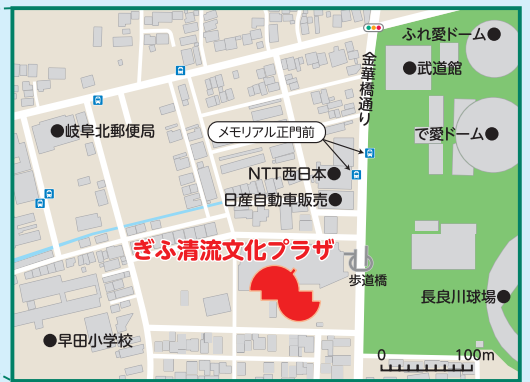 ふれ愛ドーム
武道館
金華橋通り
岐阜北郵便局
メモリアル正門前
で愛ドーム
NTT西日本
日産自動車販売
ぎふ清流文化プラザ
歩道橋
長良川球場
早田小学校
0 100m